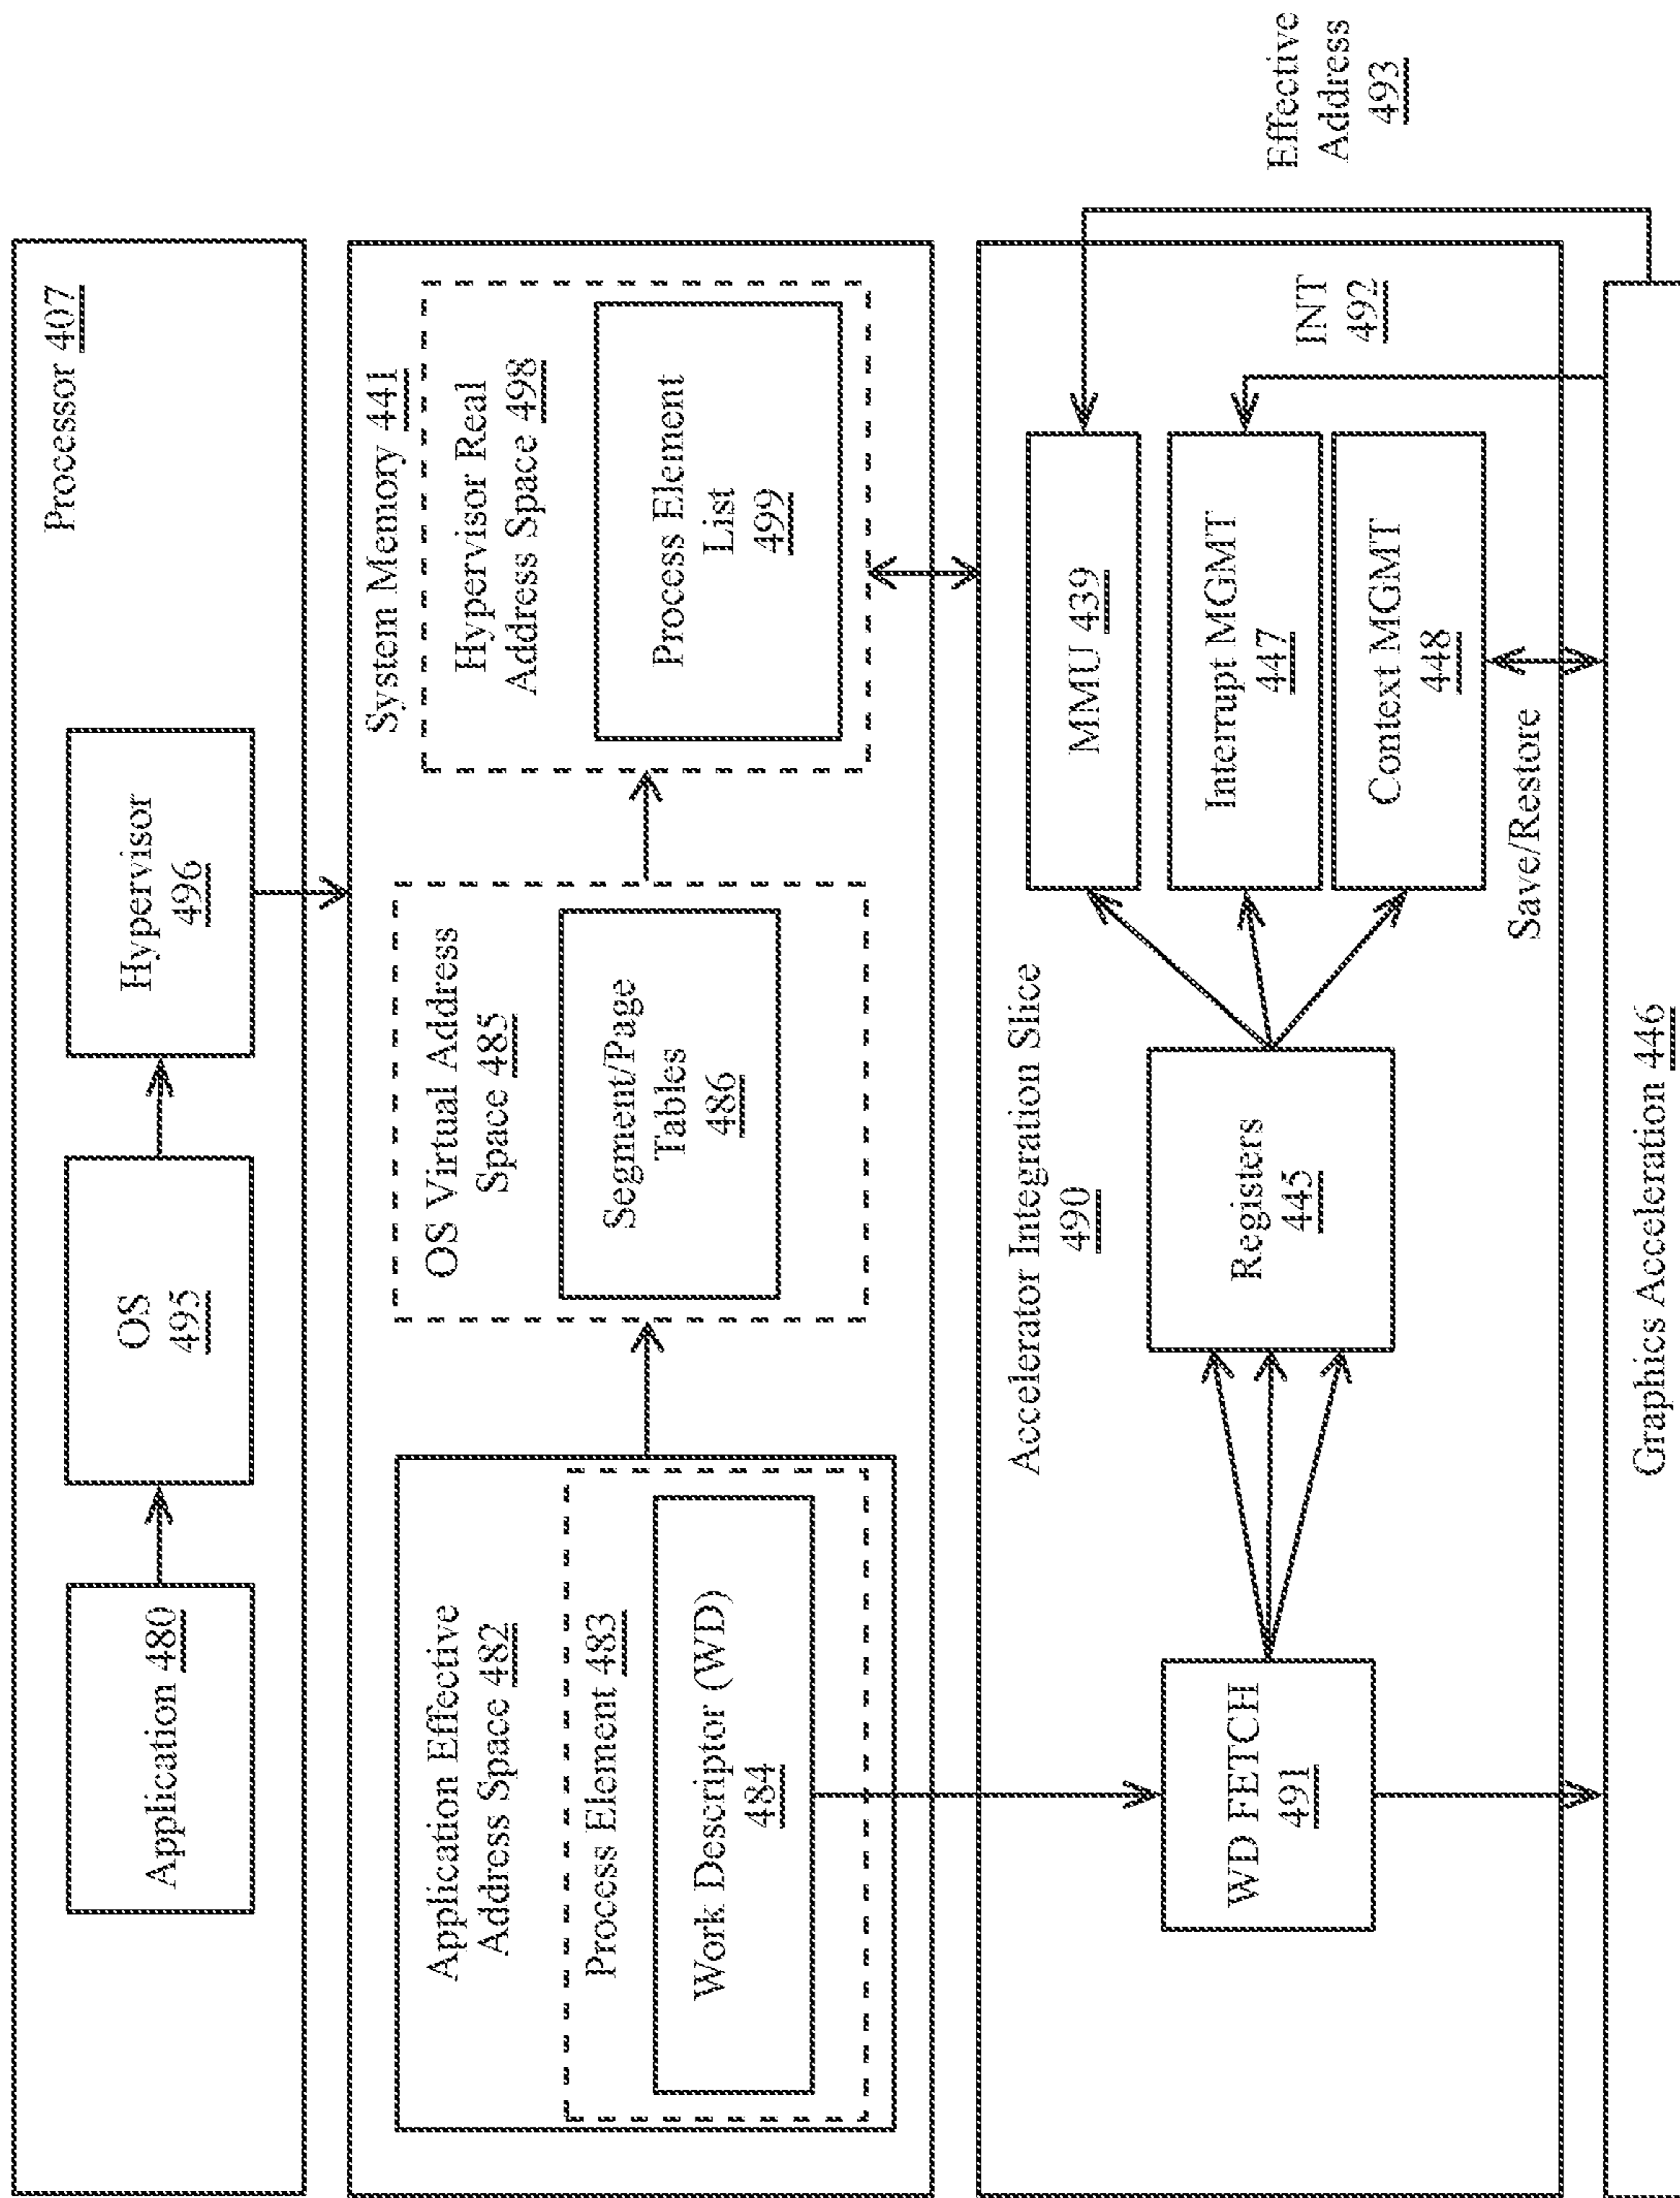 Processor 407
Application 480
OS
495
Hypervisor
496
System Memory 441
Application Effective
Address Space 482
Process Element 483
Work Descriptor (WD)
484
OS Virtual Address
Space 485
Segment/Page
Tables
486
Hypervisor Real
Address Space 498
Process Element
List
499
Accelerator Integration Slice
490
WD FETCH
491
Registers
445
MMU 439
Interrupt MGMT
447
Context MGMT
448
Save/Restore
INT
492
Effective
Address
493
Graphics Acceleration 446